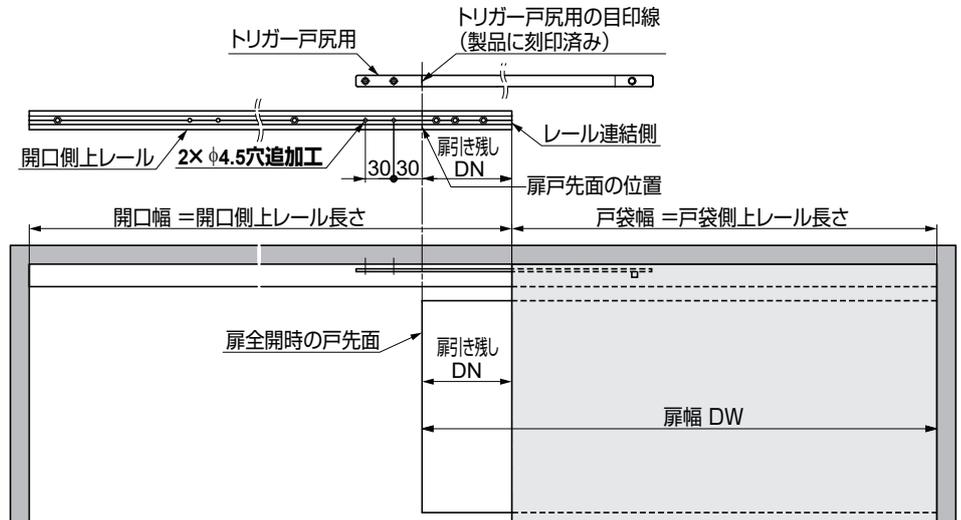 トリガー戸尻用の目印線
（製品に刻印済み）
トリガー戸尻用
レール連結側
開口側上レール
2× φ4.5穴追加工
扉引き残し
DN
30
30
扉戸先面の位置
開口幅 ＝開口側上レール長さ
戸袋幅 ＝戸袋側上レール長さ
扉全開時の戸先面
扉引き残し
DN
扉幅 DW